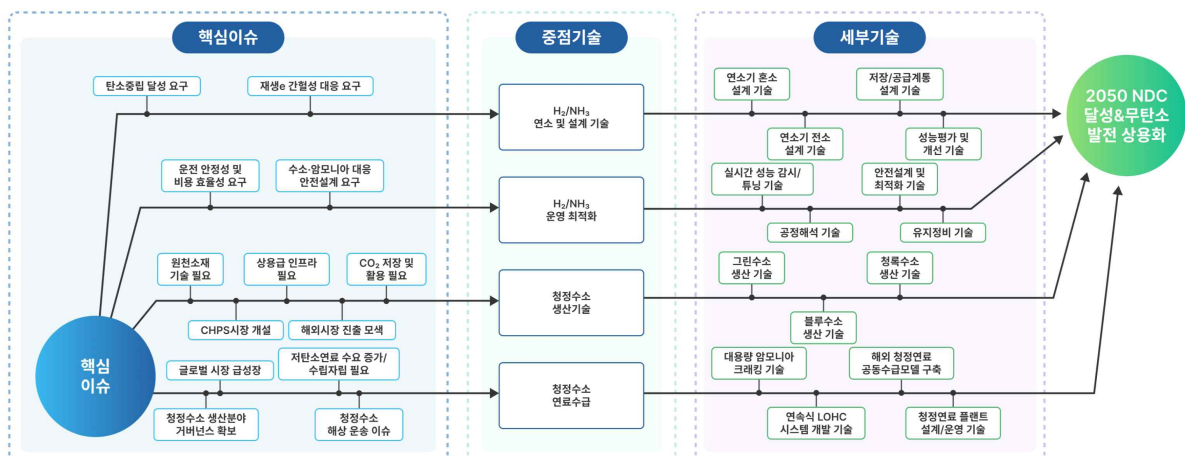 핵심이슈
중점기술
세부기술
탄소중립 달성 요구
재생e 간헐성 대응 요구
H₂/NH₃
연소 및 설계 기술
연소기 혼소
설계 기술
저장/공급계통
설계 기술
연소기 전소
설계 기술
성능평가 및
개선 기술
2050 NDC
달성&무탄소
발전 상용화
운전 안정성 및
비용 효율성 요구
수소·암모니아 대응
안전설계 요구
H₂/NH₃
운영 최적화
실시간 성능 감시/
튜닝 기술
안전설계 및
최적화 기술
공정해석 기술
유지정비 기술
원천소재
기술 필요
상용급 인프라
필요
CO₂ 저장 및
활용 필요
CHPS시장 개설
해외시장 진출 모색
청정수소
생산기술
그린수소
생산 기술
청록수소
생산 기술
블루수소
생산 기술
핵심
이슈
글로벌 시장 급성장
저탄소연료 수요 증가/
수립자립 필요
청정수소 생산분야
거버넌스 확보
청정수소
해상 운송 이슈
청정수소
연료수급
대용량 암모니아
크래킹 기술
해외 청정연료
공동수급모델 구축
연속식 LOHC
시스템 개발 기술
청정연료 플랜트
설계/운영 기술